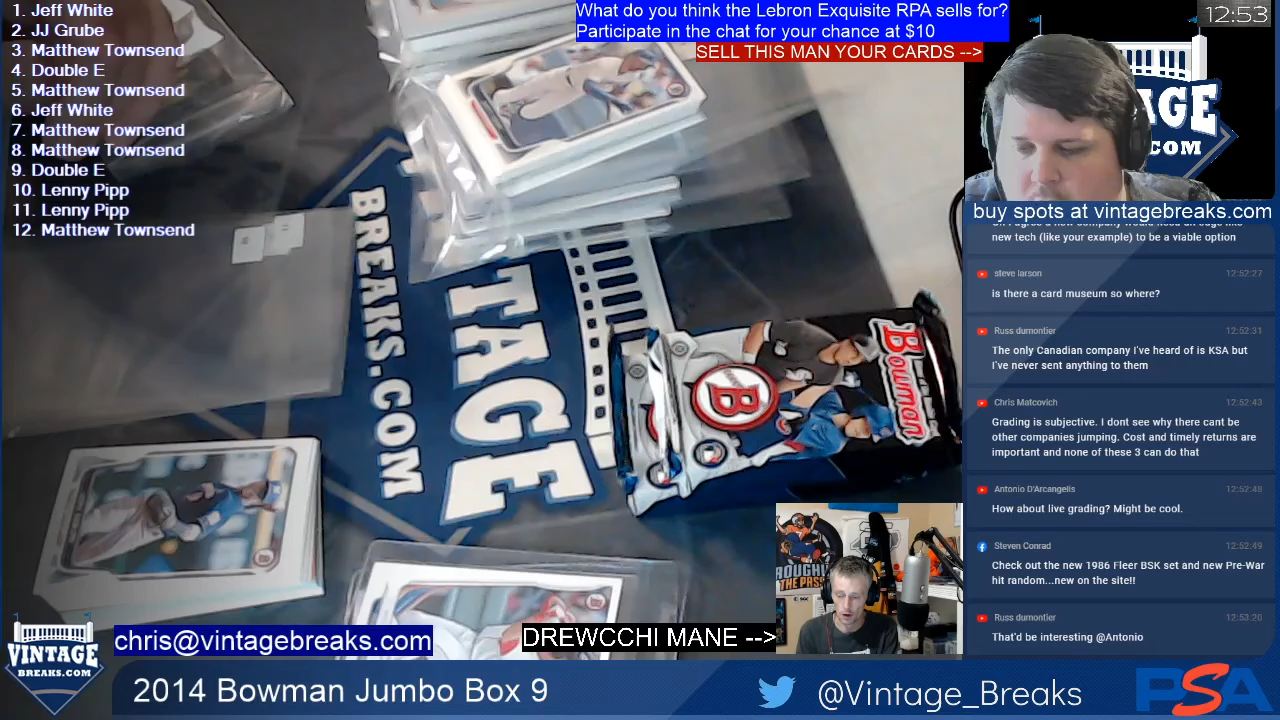 1. Jeff White
2. JJ Grube
3. Matthew Townsend
4. Double E
5. Matthew Townsend
6. Jeff White
7. Matthew Townsend
8. Matthew Townsend
9. Double E
10. Lenny Pipp
11. Lenny Pipp
12. Matthew Townsend
What do you think the Lebron Exquisite RPA sells for?
Participate in the chat for your chance at $10
SELL THIS MAN YOUR CARDS -->
12:53
AGE
.COM
buy spots at vintagebreaks.com
new tech (like your example) to be a viable option
steve larson 12:52:27
is there a card museum so where?
Russ dumontier 12:52:31
The only Canadian company I've heard of is KSA but
I've never sent anything to them
Chris Matcovich 12:52:43
Grading is subjective. I dont see why there cant be
other companies jumping. Cost and timely returns are
important and none of these 3 can do that
Antonio D'Arcangelis 12:52:48
How about live grading? Might be cool.
Steven Conrad 12:52:49
Check out the new 1986 Fleer BSK set and new Pre-War
hit random...new on the site!!
Russ dumontier 12:53:20
That'd be interesting @Antonio
BREAKS.COM
TAGE
Bowman
B
ROUGH
THE PASS
chris@vintagebreaks.com
DREWCCHI MANE -->
VINTAGE
BREAKS.COM
2014 Bowman Jumbo Box 9
@Vintage_Breaks
PSA